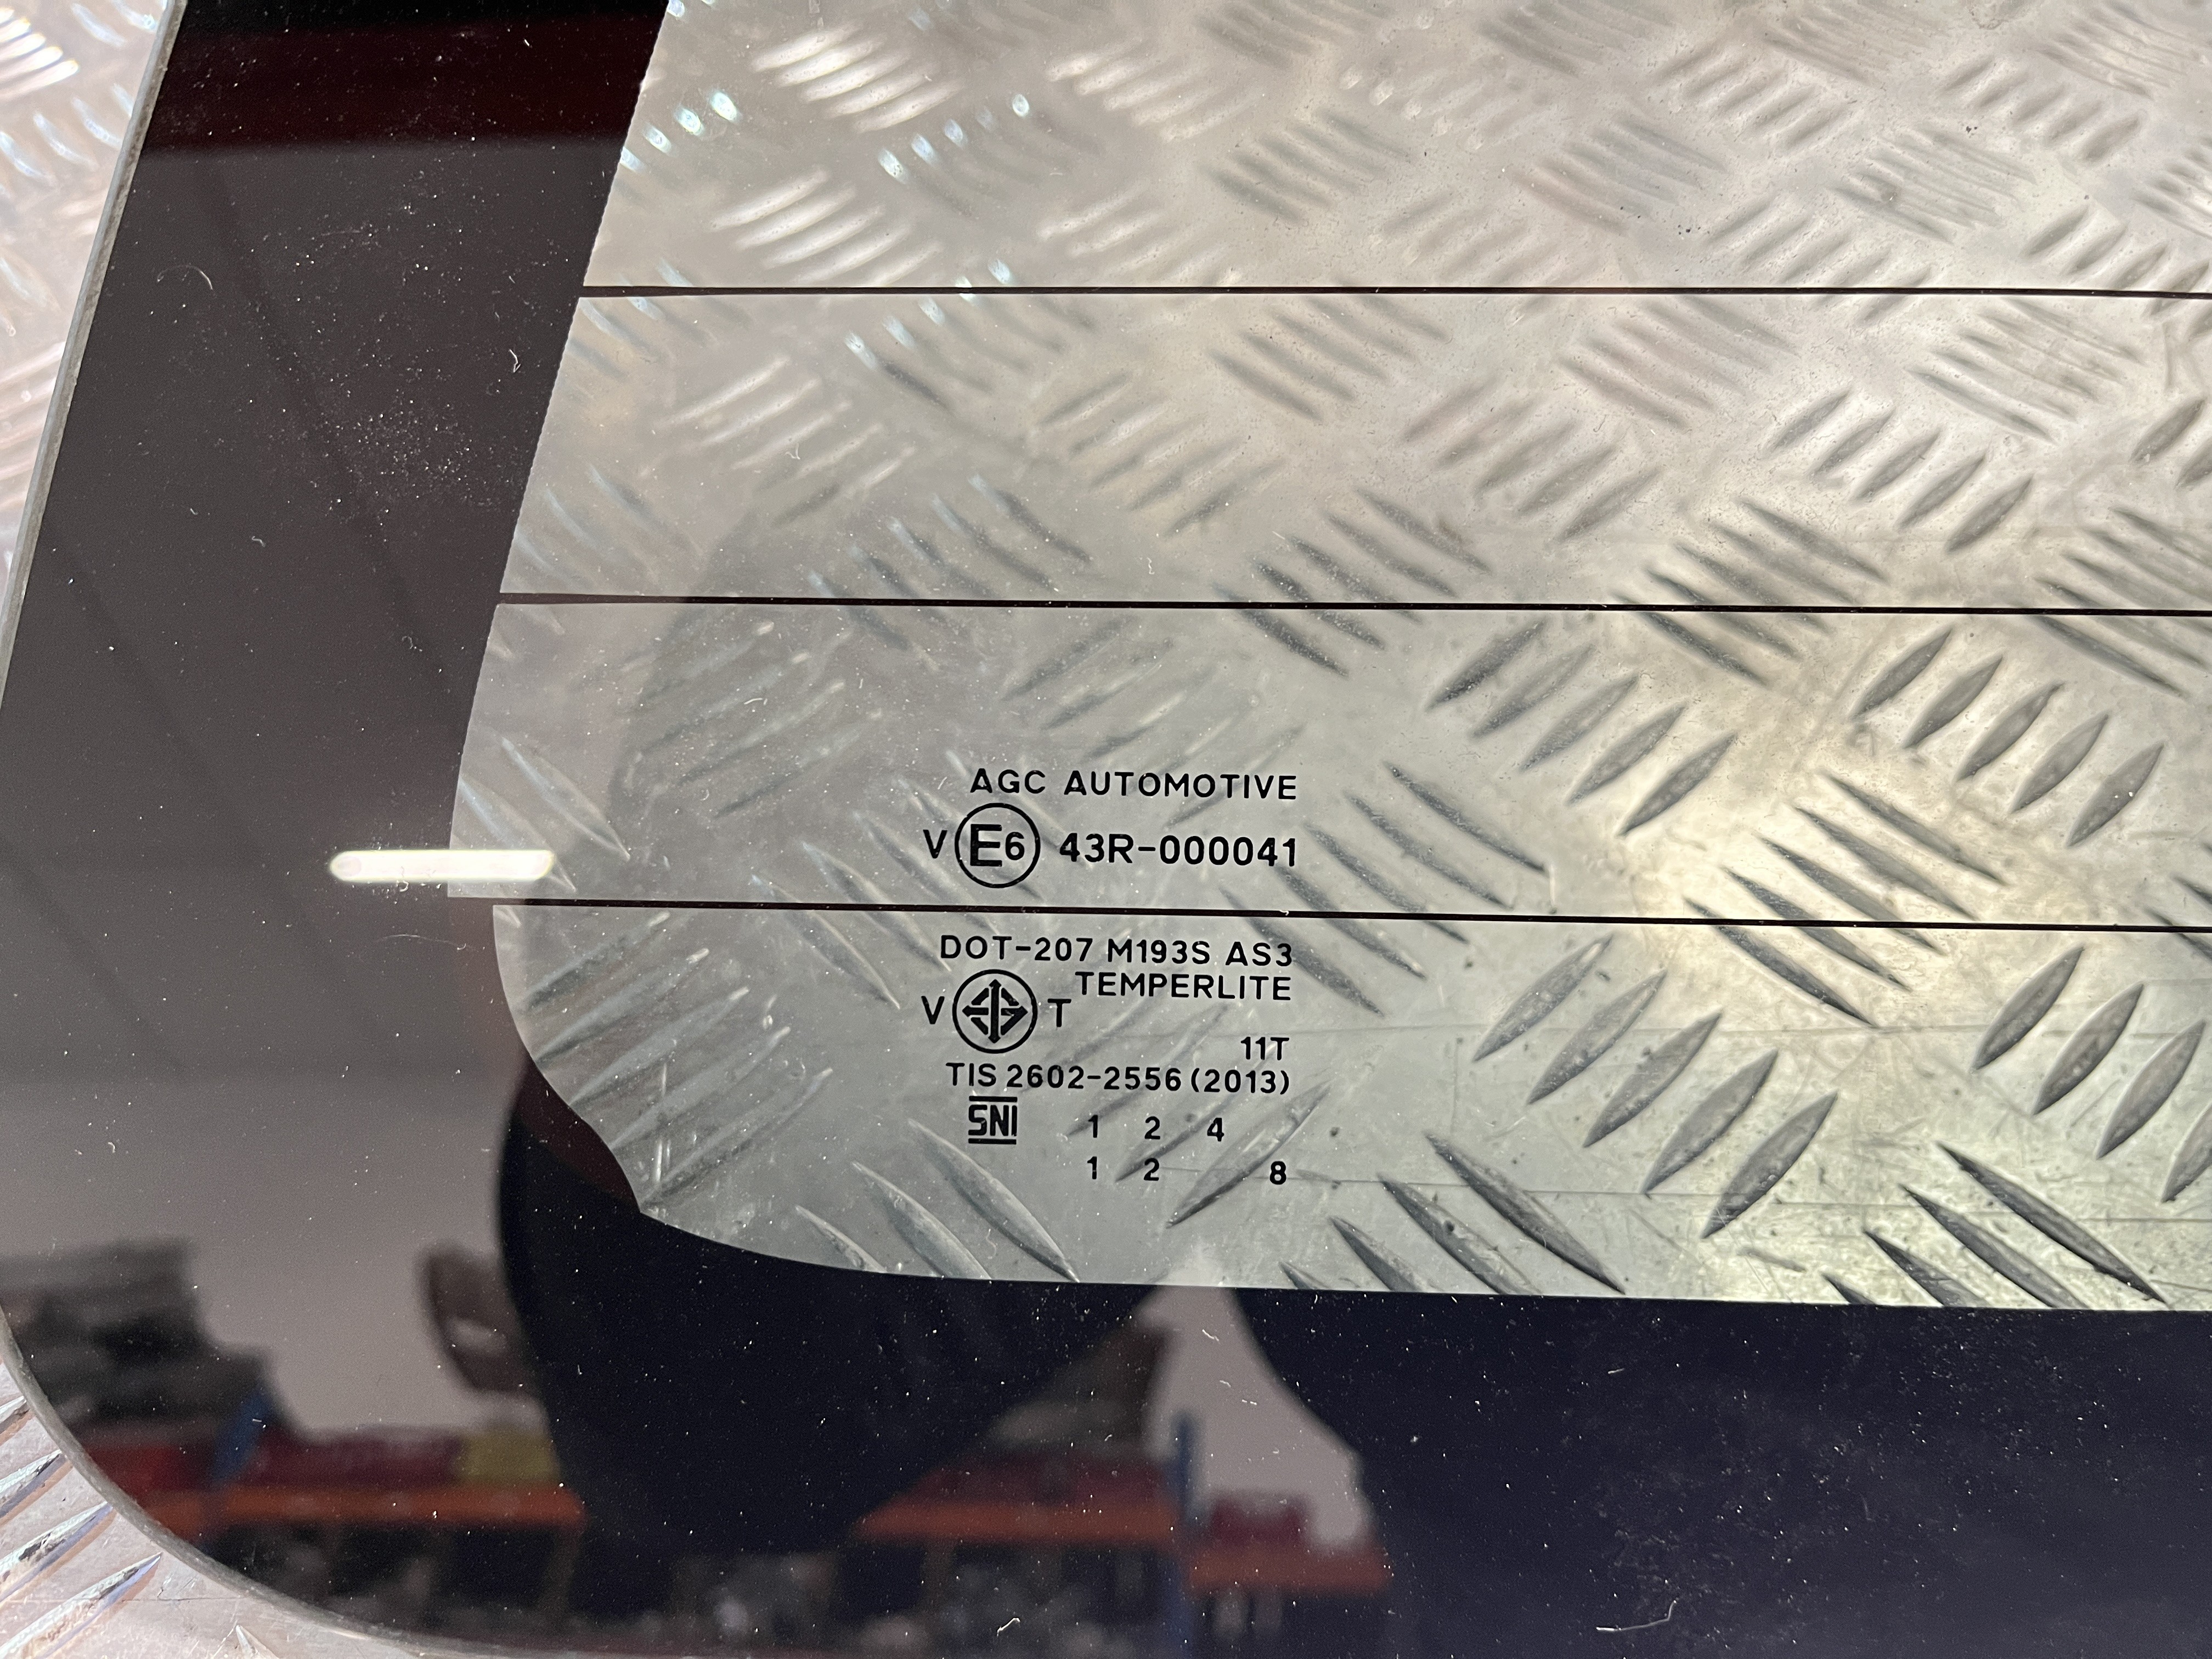 AGC AUTOMOTIVE
V E6 43R-000041
DOT-207 M193S AS3
TEMPERLITE
V T
11T
TIS 2602-2556 (2013)
SNI 1 2 4
1 2 8